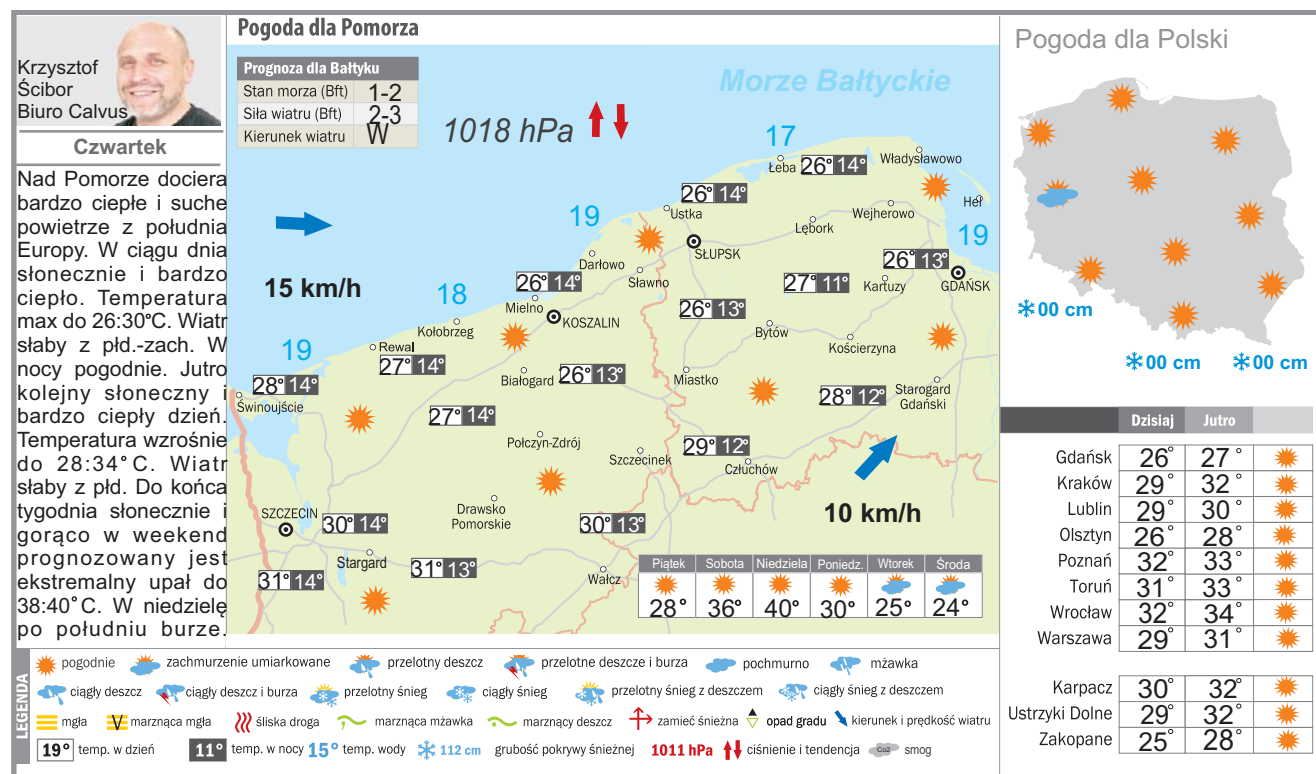 Krzysztof
Ścibor
Biuro Calvus
Czwartek
Nad Pomorze dociera
bardzo ciepłe i suche
powietrze z południa
Europy. W ciągu dnia
słonecznie i bardzo
ciepło. Temperatura
max do 26:30°C. Wiatr
słaby z płd.-zach. W
nocy pogodnie. Jutro
kolejny słoneczny i
bardzo ciepły dzień.
Temperatura wzrośnie
do 28:34°C. Wiatr
słaby z płd. Do końca
tygodnia słonecznie i
gorąco w weekend
prognozowany jest
ekstremalny upał do
38:40°C. W niedzielę
po południu burze.
Pogoda dla Pomorza
Prognoza dla Bałtyku
Stan morza (Bft) 1-2
Siła wiatru (Bft) 2-3
Kierunek wiatru W
1018 hPa
Morze Bałtyckie
17
Łeba 26° 14°
Władysławowo
Hel
26° 14°
Ustka
Wejherowo
Lębork
19
SŁUPSK
19
Darłowo
26° 13°
GDAŃSK
15 km/h
26° 14°
Sławno
27° 11°
Kartuzy
Mielno
KOSZALIN
18
Kołobrzeg
26° 13°
Bytów
Kościerzyna
19
Rewal
27° 14°
28° 14°
Świnoujście
Białogard
26° 13°
Miastko
28° 12°
Starogard
Gdański
27° 14°
Połczyn-Zdrój
Szczecinek
29° 12°
Człuchów
10 km/h
SZCZECIN
30° 14°
Drawsko
Pomorskie
30° 13°
Stargard
31° 13°
31° 14°
Wałcz
Piątek Sobota Niedziela Poniedz. Wtorek Środa
28° 36° 40° 30° 25° 24°
Pogoda dla Polski
00 cm
00 cm 00 cm
Dzisiaj Jutro
Gdańsk 26° 27°
Kraków 29° 32°
Lublin 29° 30°
Olsztyn 26° 28°
Poznań 32° 33°
Toruń 31° 33°
Wrocław 32° 34°
Warszawa 29° 31°
Karpacz 30° 32°
Ustrzyki Dolne 29° 32°
Zakopane 25° 28°
LEGENDA
pogodnie zachmurzenie umiarkowane przelotny deszcz przelotne deszcze i burza pochmurno mżawka
ciągły deszcz ciągły deszcz i burza przelotny śnieg ciągły śnieg przelotny śnieg z deszczem ciągły śnieg z deszczem
mgła marznąca mgła śliska droga marznąca mżawka marznący deszcz zamieć śnieżna opad gradu kierunek i prędkość wiatru
19° temp. w dzień 11° temp. w nocy 15° temp. wody 112 cm grubość pokrywy śnieżnej 1011 hPa ciśnienie i tendencja Co2 smog